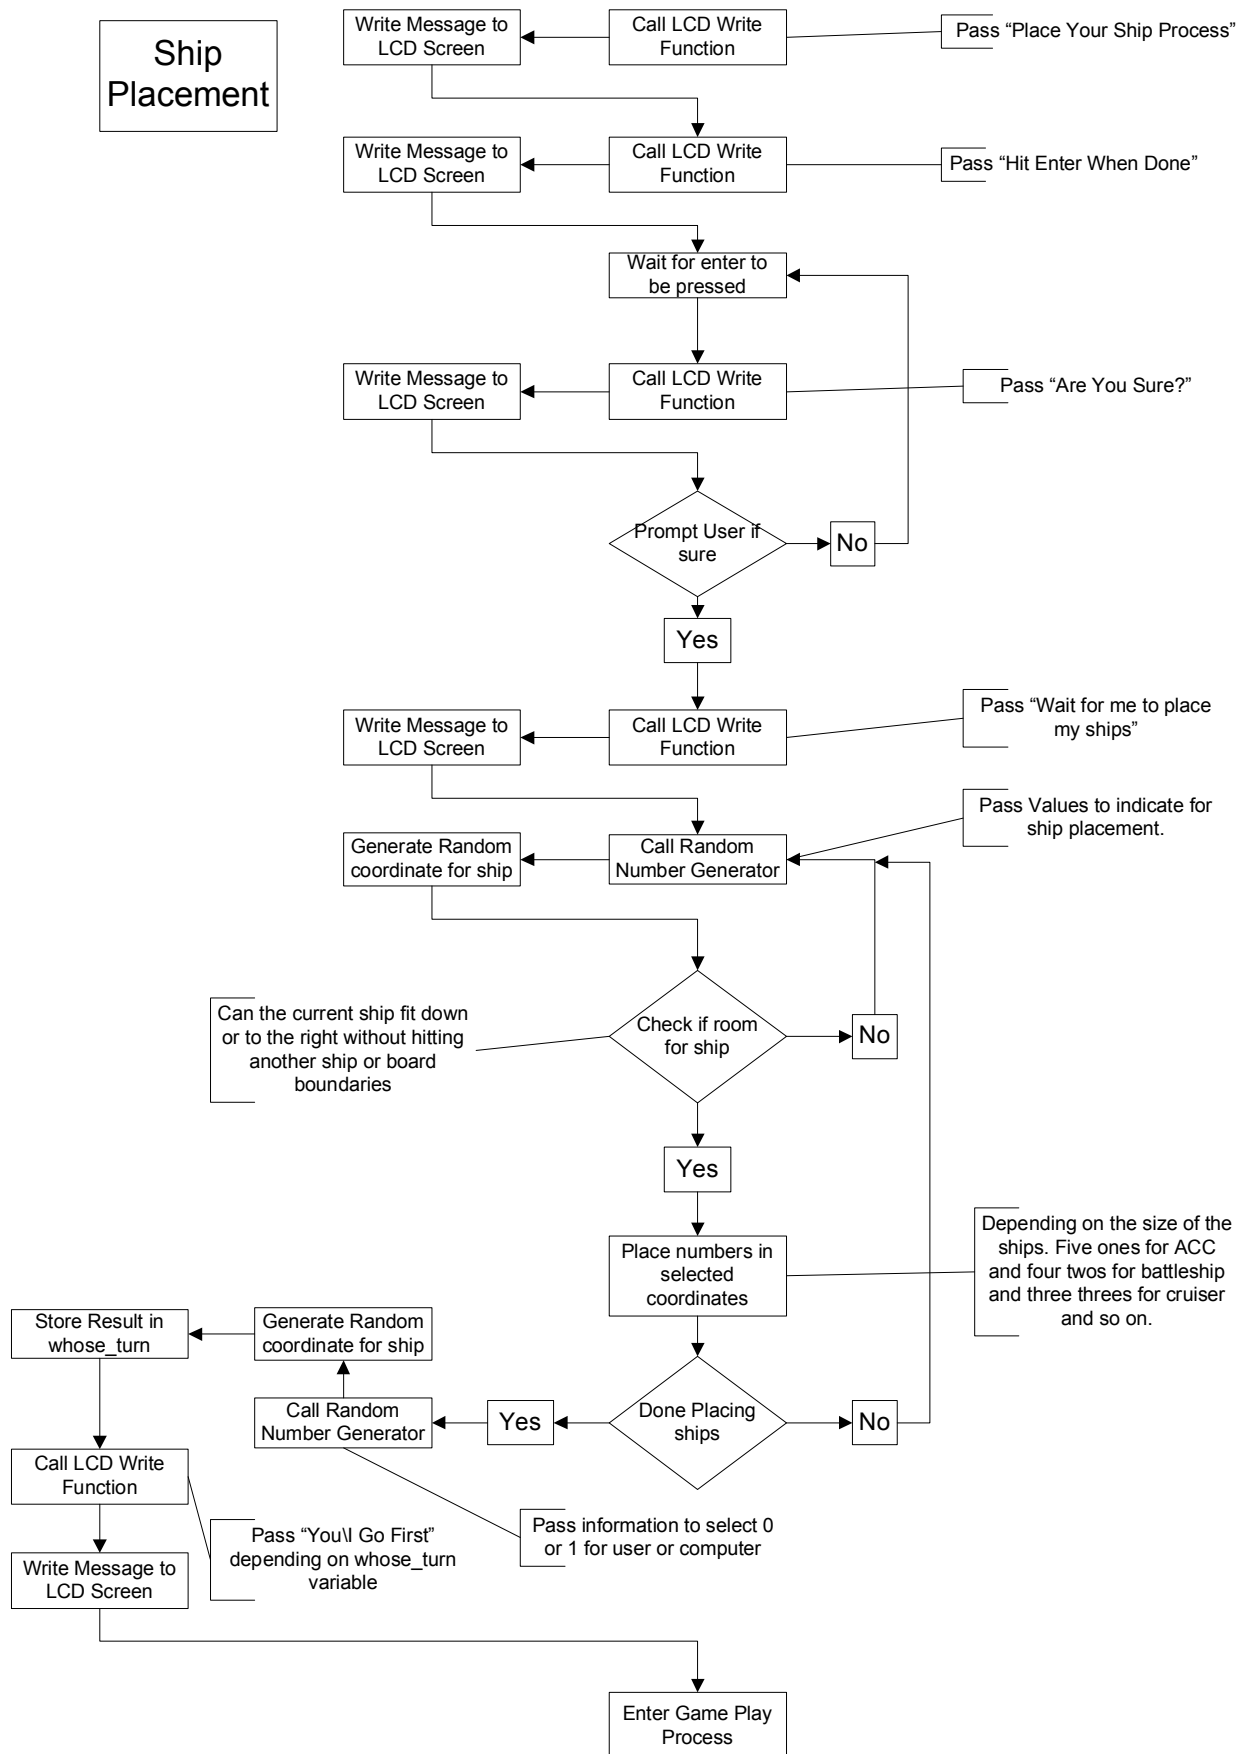 Ship
Placement
Write Message to
LCD Screen
Call LCD Write
Function
Pass “Place Your Ship Process”
Write Message to
LCD Screen
Call LCD Write
Function
Pass “Hit Enter When Done”
Wait for enter to
be pressed
Write Message to
LCD Screen
Call LCD Write
Function
Pass “Are You Sure?”
Prompt User if
sure
No
Yes
Write Message to
LCD Screen
Call LCD Write
Function
Pass “Wait for me to place
my ships”
Pass Values to indicate for
ship placement.
Generate Random
coordinate for ship
Call Random
Number Generator
Can the current ship fit down
or to the right without hitting
another ship or board
boundaries
Check if room
for ship
No
Yes
Place numbers in
selected
coordinates
Depending on the size of the
ships. Five ones for ACC
and four twos for battleship
and three threes for cruiser
and so on.
Done Placing
ships
No
Yes
Call Random
Number Generator
Generate Random
coordinate for ship
Store Result in
whose_turn
Pass information to select 0
or 1 for user or computer
Call LCD Write
Function
Pass “You\I Go First”
depending on whose_turn
variable
Write Message to
LCD Screen
Enter Game Play
Process